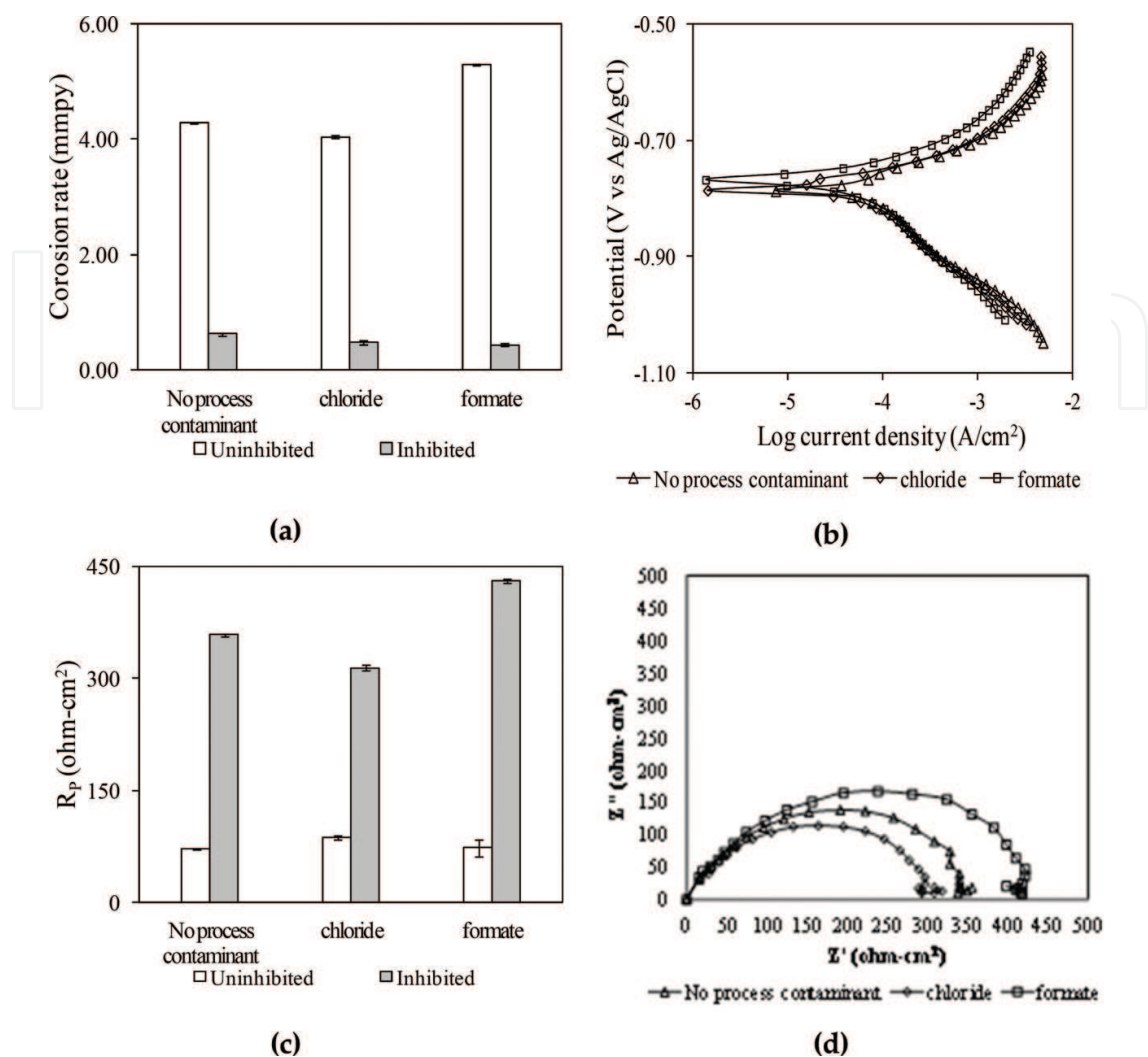 6.00
4.00
2.00
0.00
Corosion rate (mmpy)
No process
contaminant
chloride
formate
Uninhibited Inhibited
(a)
-0.50
-0.70
-0.90
-1.10
Potential (V vs Ag/AgCl)
-6 -5 -4 -3 -2
Log current density (A/cm²)
No process contaminant chloride formate
(b)
450
300
150
0
Rp (ohm-cm²)
No process
contaminant
chloride
formate
Uninhibited Inhibited
(c)
500
450
400
350
300
250
200
150
100
50
0
Z" (ohm-cm²)
0 50 100 150 200 250 300 350 400 450 500
Z' (ohm-cm²)
No process contaminant chloride formate
(d)